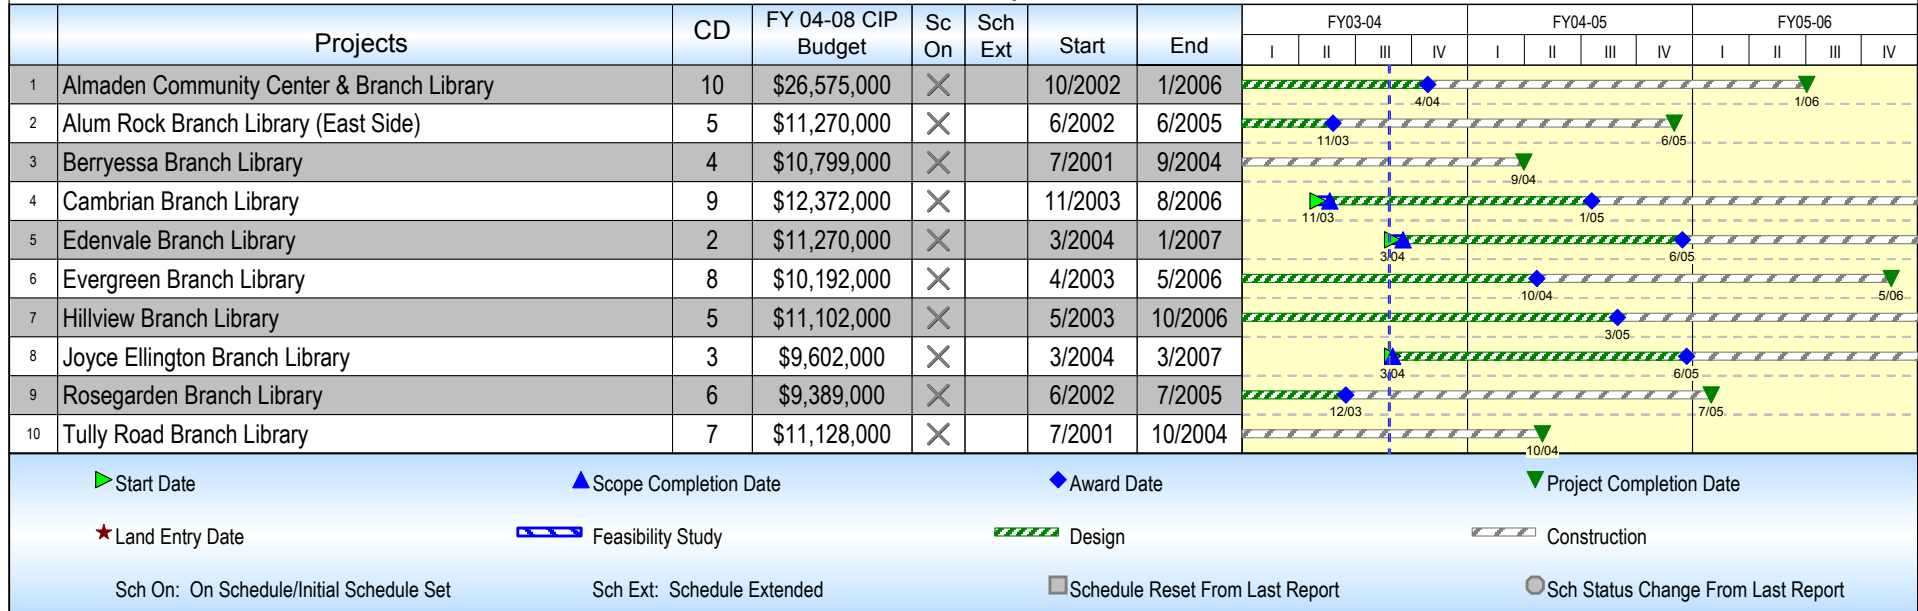 Projects CD FY 04-08 CIP Budget Sc On Sch Ext Start End FY03-04 FY04-05 FY05-06
I II III IV I II III IV I II III IV
1 Almaden Community Center & Branch Library 10 $26,575,000 10/2002 1/2006 4/04 1/06
2 Alum Rock Branch Library (East Side) 5 $11,270,000 6/2002 6/2005 11/03 6/05
3 Berryessa Branch Library 4 $10,799,000 7/2001 9/2004 9/04
4 Cambrian Branch Library 9 $12,372,000 11/2003 8/2006 11/03 1/05
5 Edenvale Branch Library 2 $11,270,000 3/2004 1/2007 3/04 6/05
6 Evergreen Branch Library 8 $10,192,000 4/2003 5/2006 10/04 5/06
7 Hillview Branch Library 5 $11,102,000 5/2003 10/2006 3/05
8 Joyce Ellington Branch Library 3 $9,602,000 3/2004 3/2007 3/04 6/05
9 Rosegarden Branch Library 6 $9,389,000 6/2002 7/2005 12/03 7/05
10 Tully Road Branch Library 7 $11,128,000 7/2001 10/2004 10/04
Start Date Scope Completion Date Award Date Project Completion Date
Land Entry Date Feasibility Study Design Construction
Sch On: On Schedule/Initial Schedule Set Sch Ext: Schedule Extended Schedule Reset From Last Report Sch Status Change From Last Report